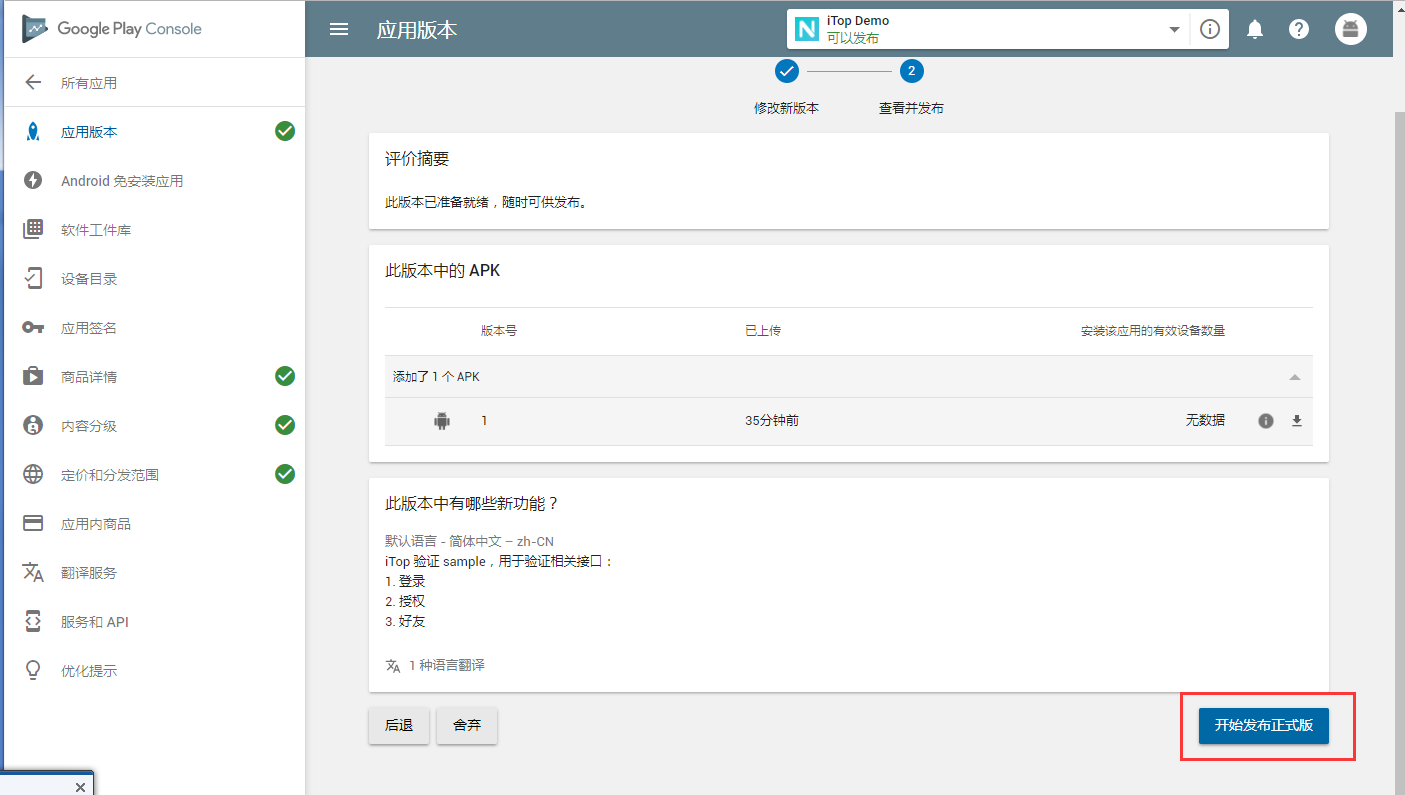 Google Play Console
应用版本
iTop Demo
可以发布
所有应用
应用版本
Android 免安装应用
软件工件库
设备目录
应用签名
商品详情
内容分级
定价和分发范围
应用内商品
翻译服务
服务和 API
优化提示
2
修改新版本
查看并发布
评价摘要
此版本已准备就绪，随时可供发布。
此版本中的 APK
版本号 已上传 安装该应用的有效设备数量
添加了 1 个 APK
1 35分钟前 无数据
此版本中有哪些新功能？
默认语言 - 简体中文 – zh-CN
iTop 验证 sample，用于验证相关接口：
1. 登录
2. 授权
3. 好友
1 种语言翻译
后退 舍弃 开始发布正式版